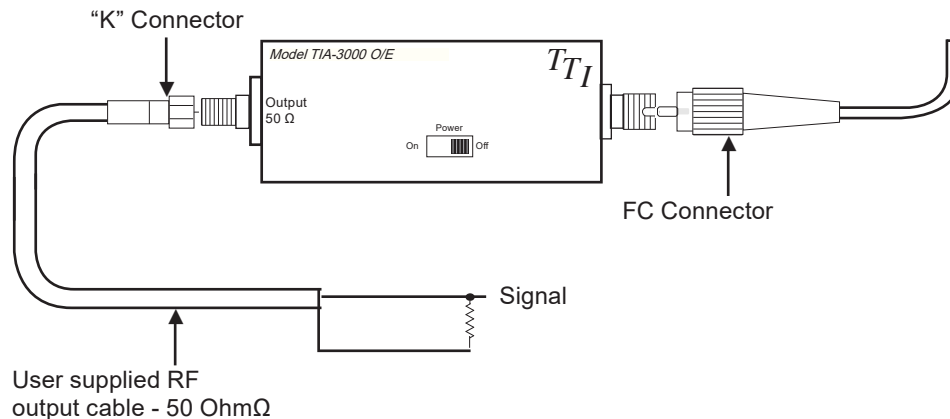 “K” Connector
Model TIA-3000 O/E
TTI
Output
50 Ω
Power
On
Off
FC Connector
Signal
User supplied RF
output cable - 50 OhmΩ